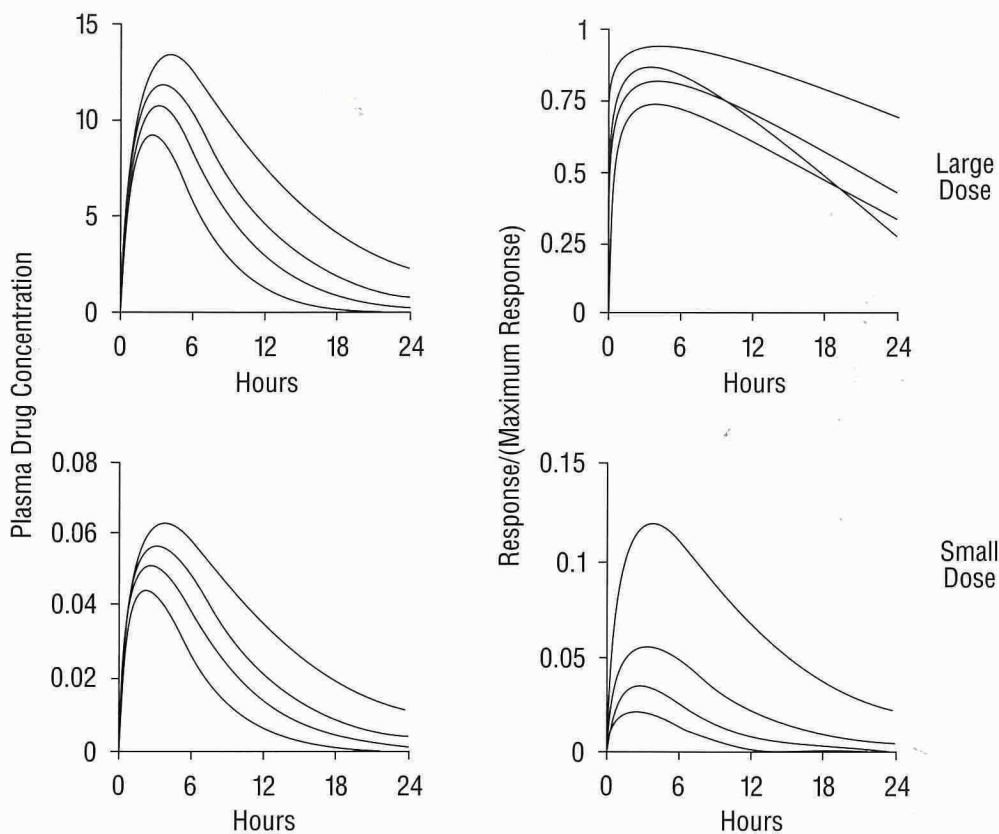 Plasma Drug Concentration
15
10
5
0
0 6 12 18 24
Hours
Response/(Maximum Response)
1
0.75
0.5
0.25
0
0 6 12 18 24
Hours
Large
Dose
0.08
0.06
0.04
0.02
0
0 6 12 18 24
Hours
0.15
0.1
0.05
0
0 6 12 18 24
Hours
Small
Dose